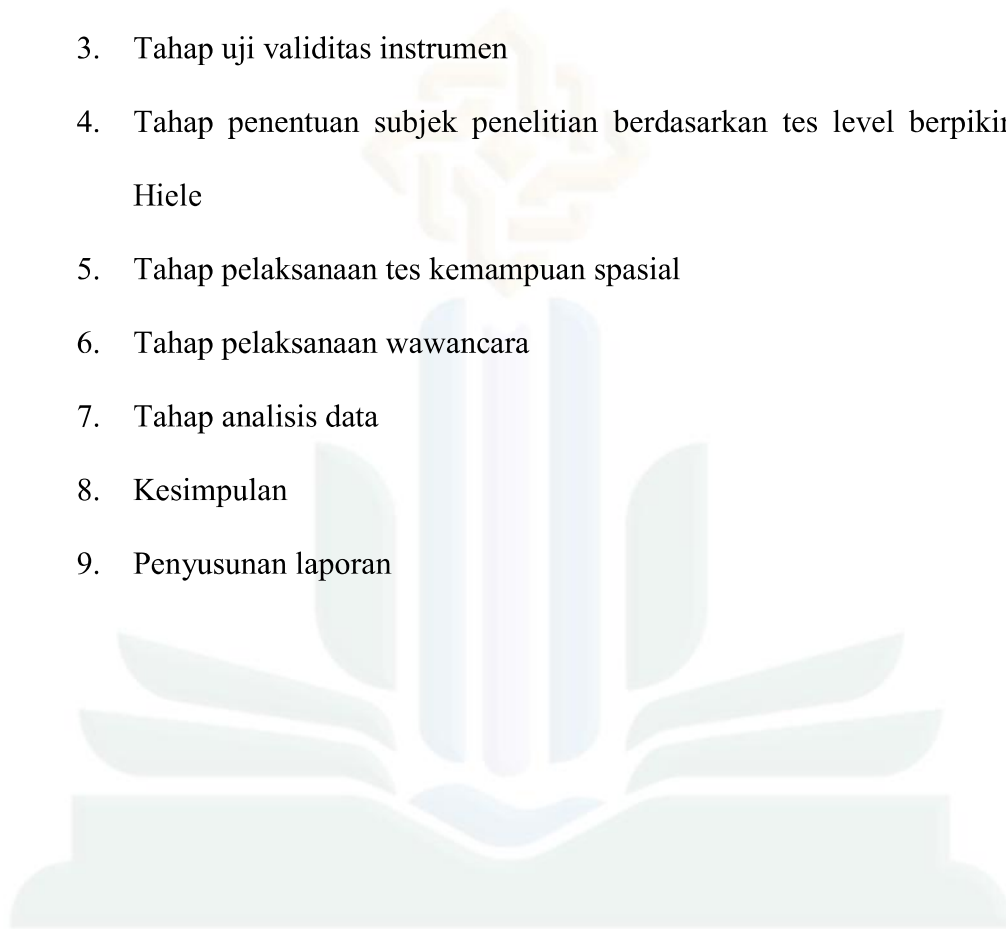 3. Tahap uji validitas instrumen
4. Tahap penentuan subjek penelitian berdasarkan tes level
Hiele
5. Tahap pelaksanaan tes kemampuan spasial
6. Tahap pelaksanaan wawancara
7. Tahap analisis data
8. Kesimpulan
9. Penyusunan laporan